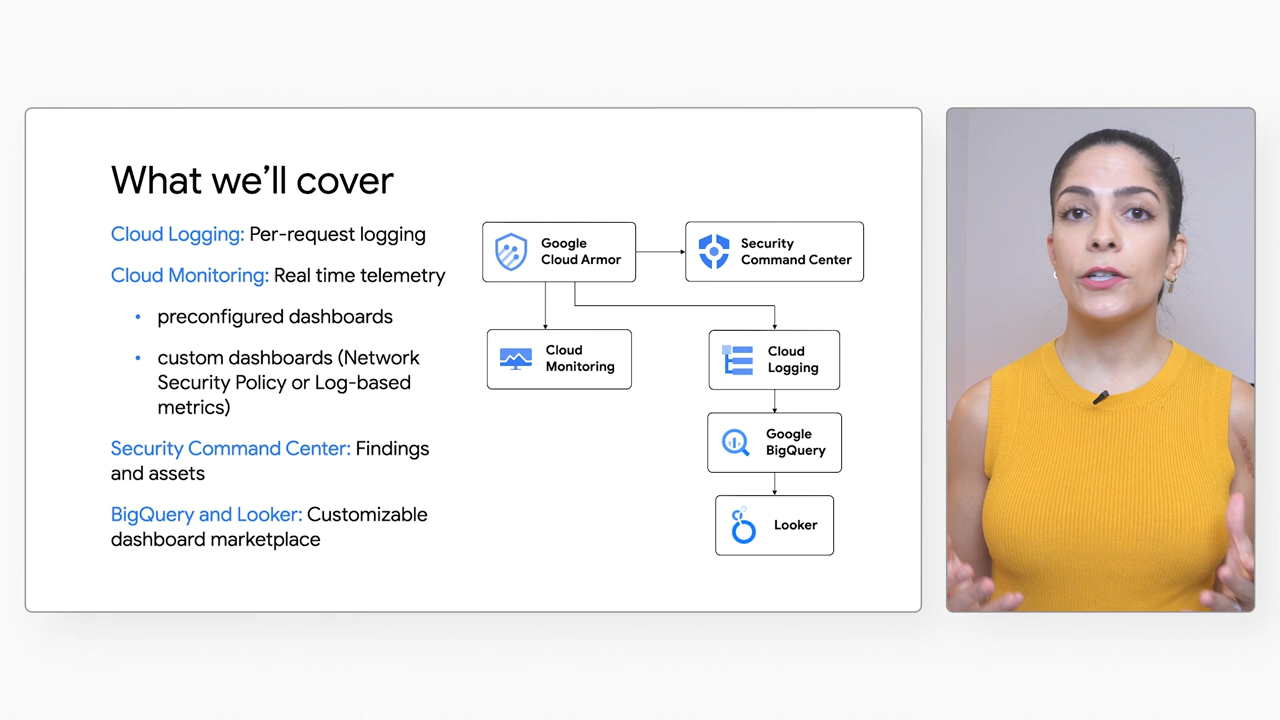 What we’ll cover
Cloud Logging: Per-request logging
Cloud Monitoring: Real time telemetry
• preconfigured dashboards
• custom dashboards (Network
Security Policy or Log-based
metrics)
Security Command Center: Findings
and assets
BigQuery and Looker: Customizable
dashboard marketplace
Google
Cloud Armor
Security
Command Center
Cloud
Monitoring
Cloud
Logging
Google
BigQuery
Looker